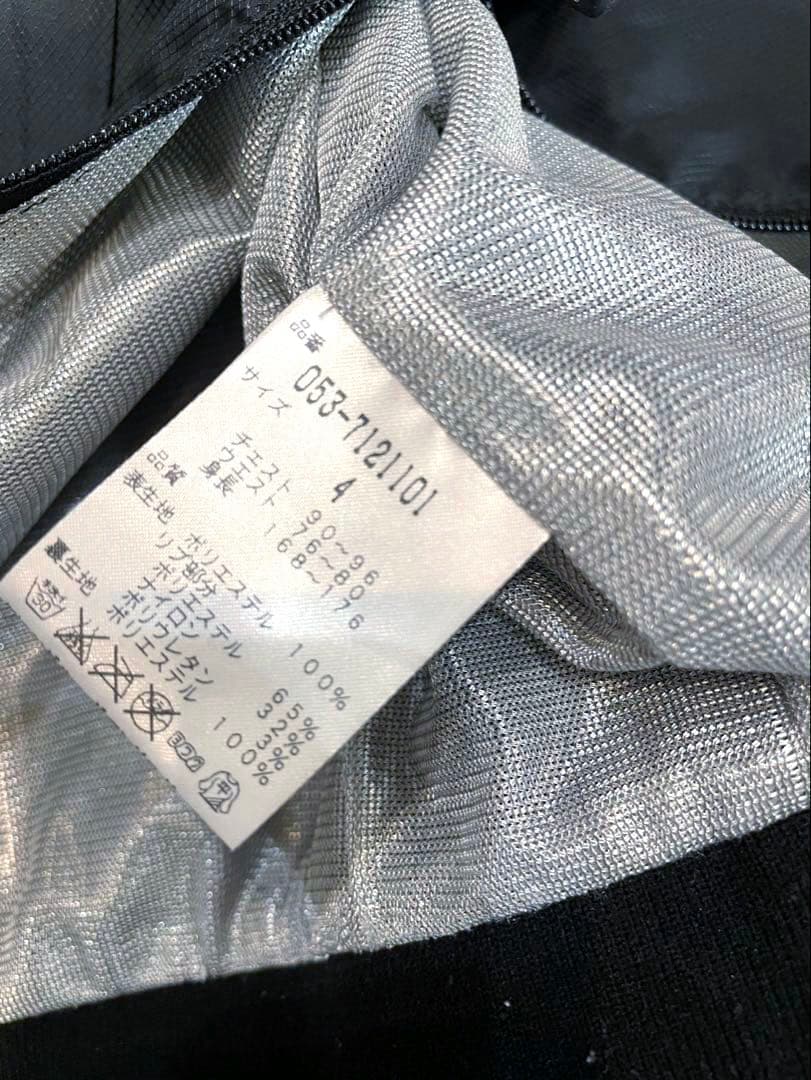 品番
053-7121101
サイズ 4
チェスト 90～96
ウエスト 76～80
身長 168～176
品質
表生地 ポリエステル 100%
リブ部分
ポリエステル 65%
ナイロン 32%
ポリウレタン 3%
裏生地 ポリエステル 100%
30